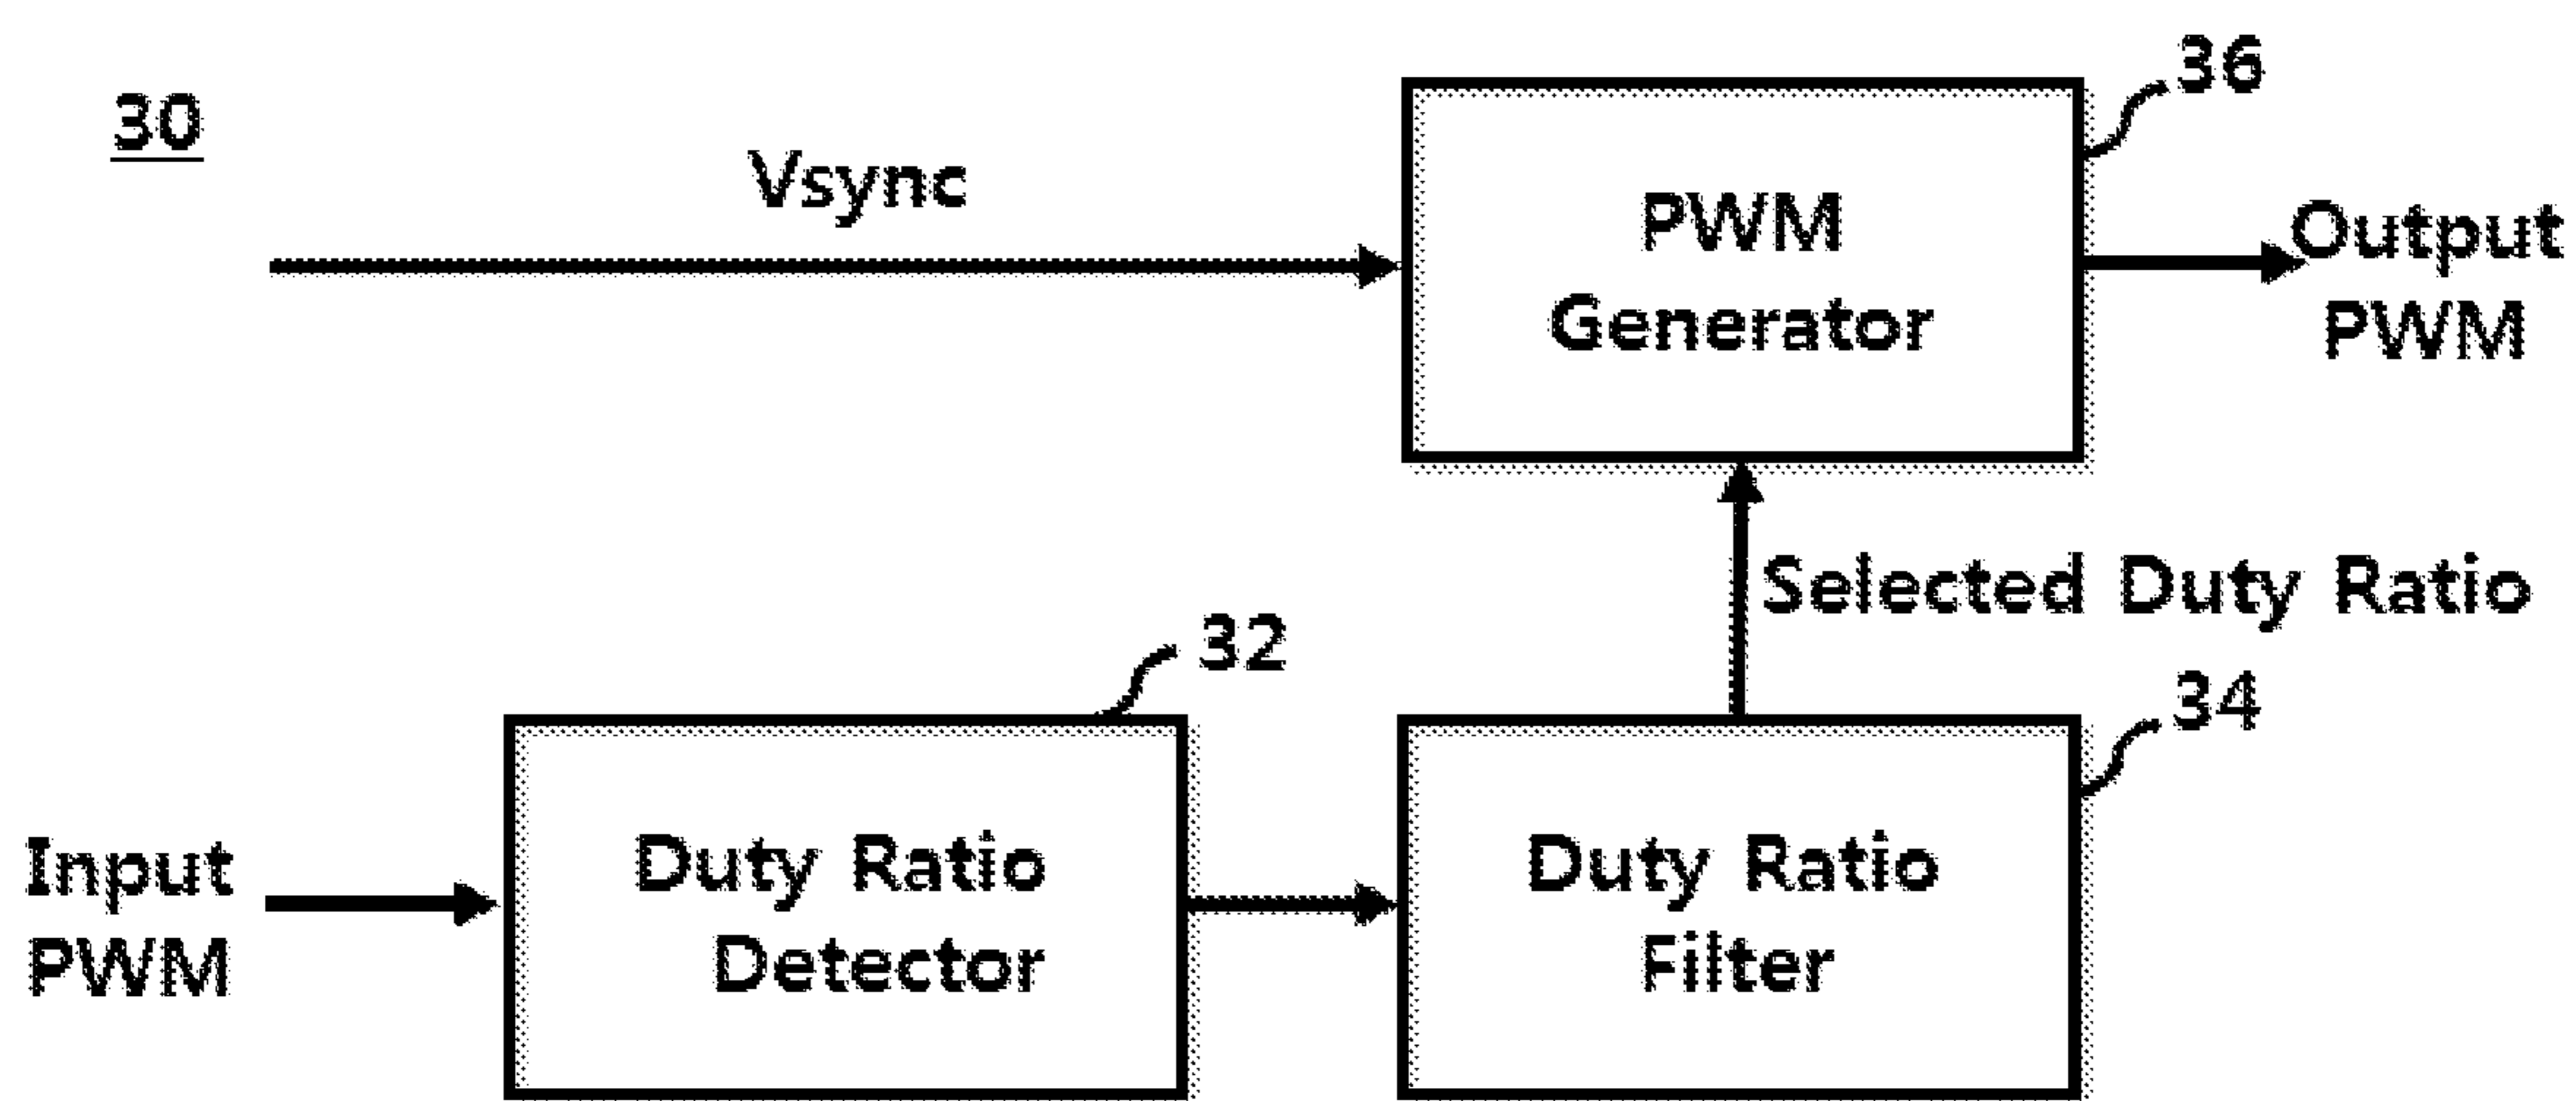 36
30
Vsync
PWM
Generator
Output
PWM
Selected Duty Ratio
32
34
Input
PWM
Duty Ratio
Detector
Duty Ratio
Filter